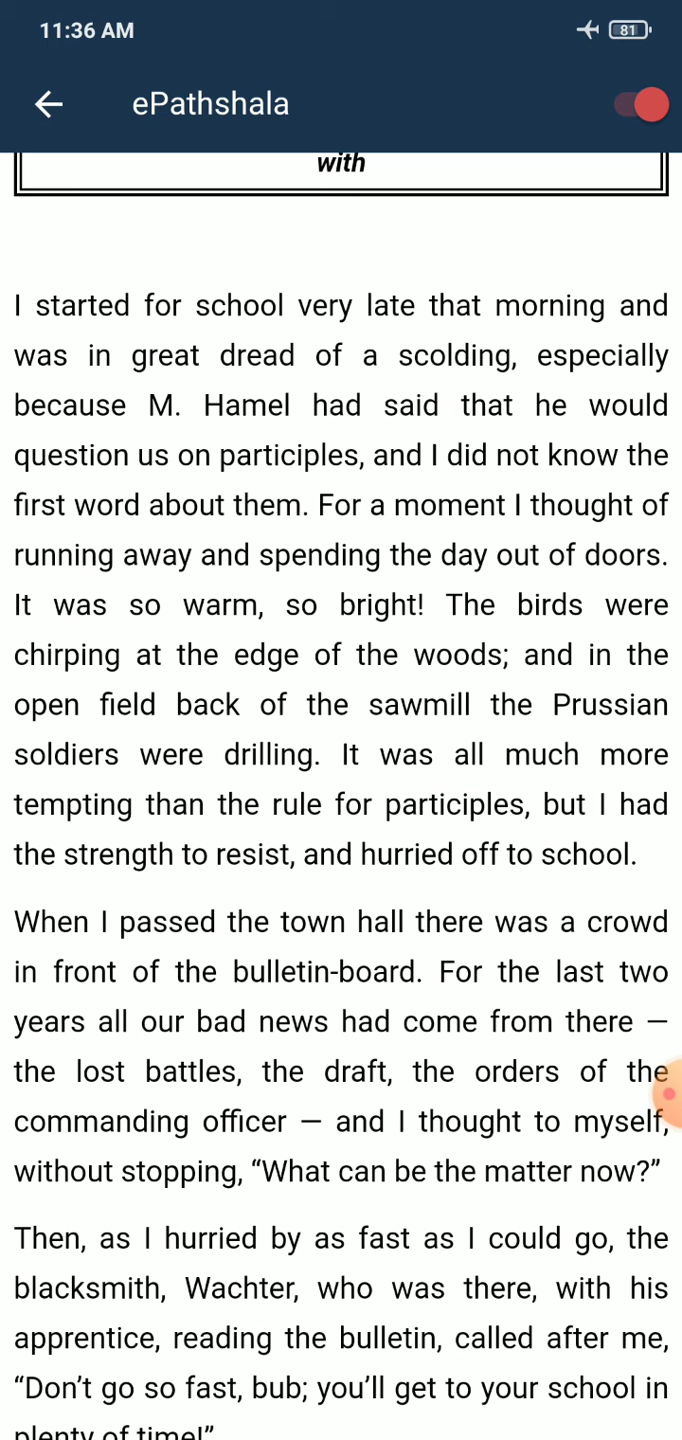 11:36 AM
81
ePathshala
with
I started for school very late that morning and
was in great dread of a scolding, especially
because M. Hamel had said that he would
question us on participles, and I did not know the
first word about them. For a moment I thought of
running away and spending the day out of doors.
It was so warm, so bright! The birds were
chirping at the edge of the woods; and in the
open field back of the sawmill the Prussian
soldiers were drilling. It was all much more
tempting than the rule for participles, but I had
the strength to resist, and hurried off to school.
When I passed the town hall there was a crowd
in front of the bulletin-board. For the last two
years all our bad news had come from there —
the lost battles, the draft, the orders of the
commanding officer — and I thought to myself,
without stopping, “What can be the matter now?”
Then, as I hurried by as fast as I could go, the
blacksmith, Wachter, who was there, with his
apprentice, reading the bulletin, called after me,
“Don’t go so fast, bub; you’ll get to your school in
plenty of time!”